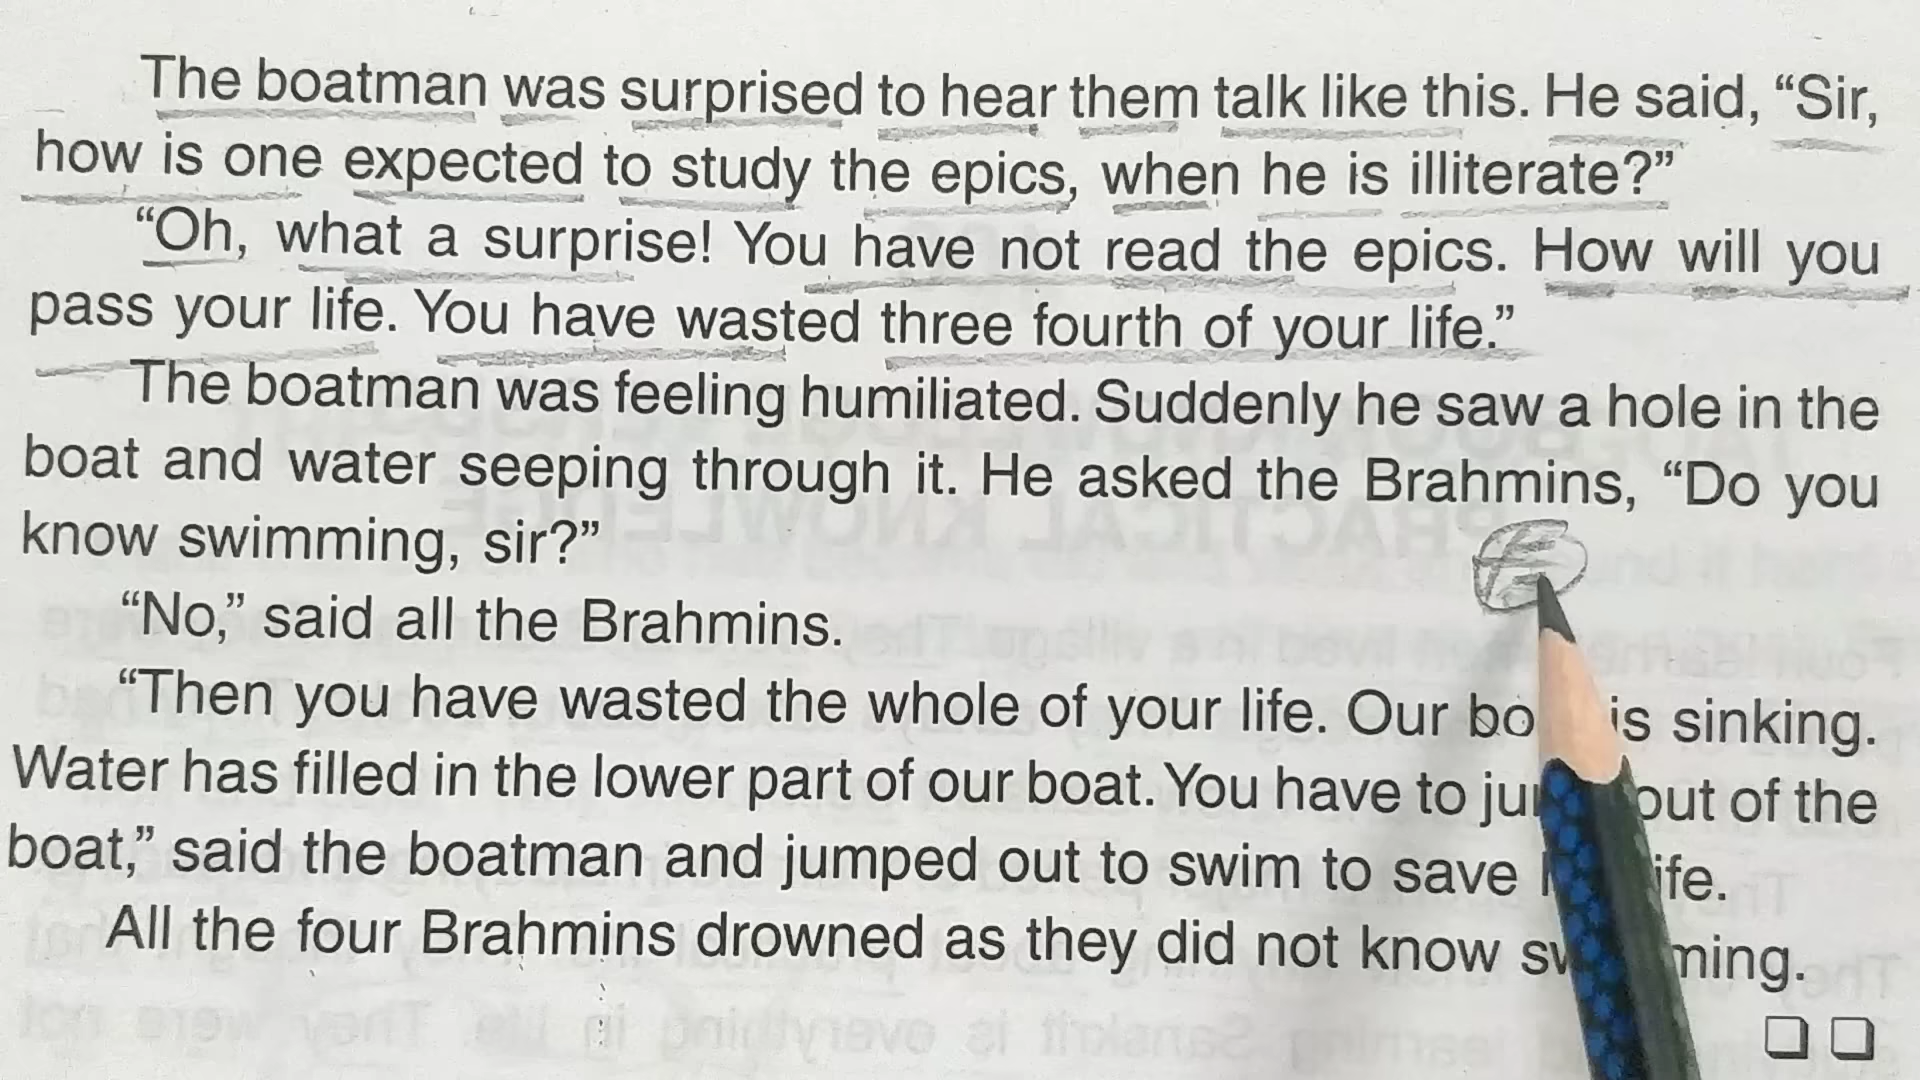 The boatman was surprised to hear them talk like this. He said, “Sir,
how is one expected to study the epics, when he is illiterate?”
“Oh, what a surprise! You have not read the epics. How will you
pass your life. You have wasted three fourth of your life.”
The boatman was feeling humiliated. Suddenly he saw a hole in the
boat and water seeping through it. He asked the Brahmins, “Do you
know swimming, sir?”
“No,” said all the Brahmins.
“Then you have wasted the whole of your life. Our is sinking.
Water has filled in the lower part of our boat. You have to out of the
boat,” said the boatman and jumped out to swim to save
All the four Brahmins drowned as they did not know